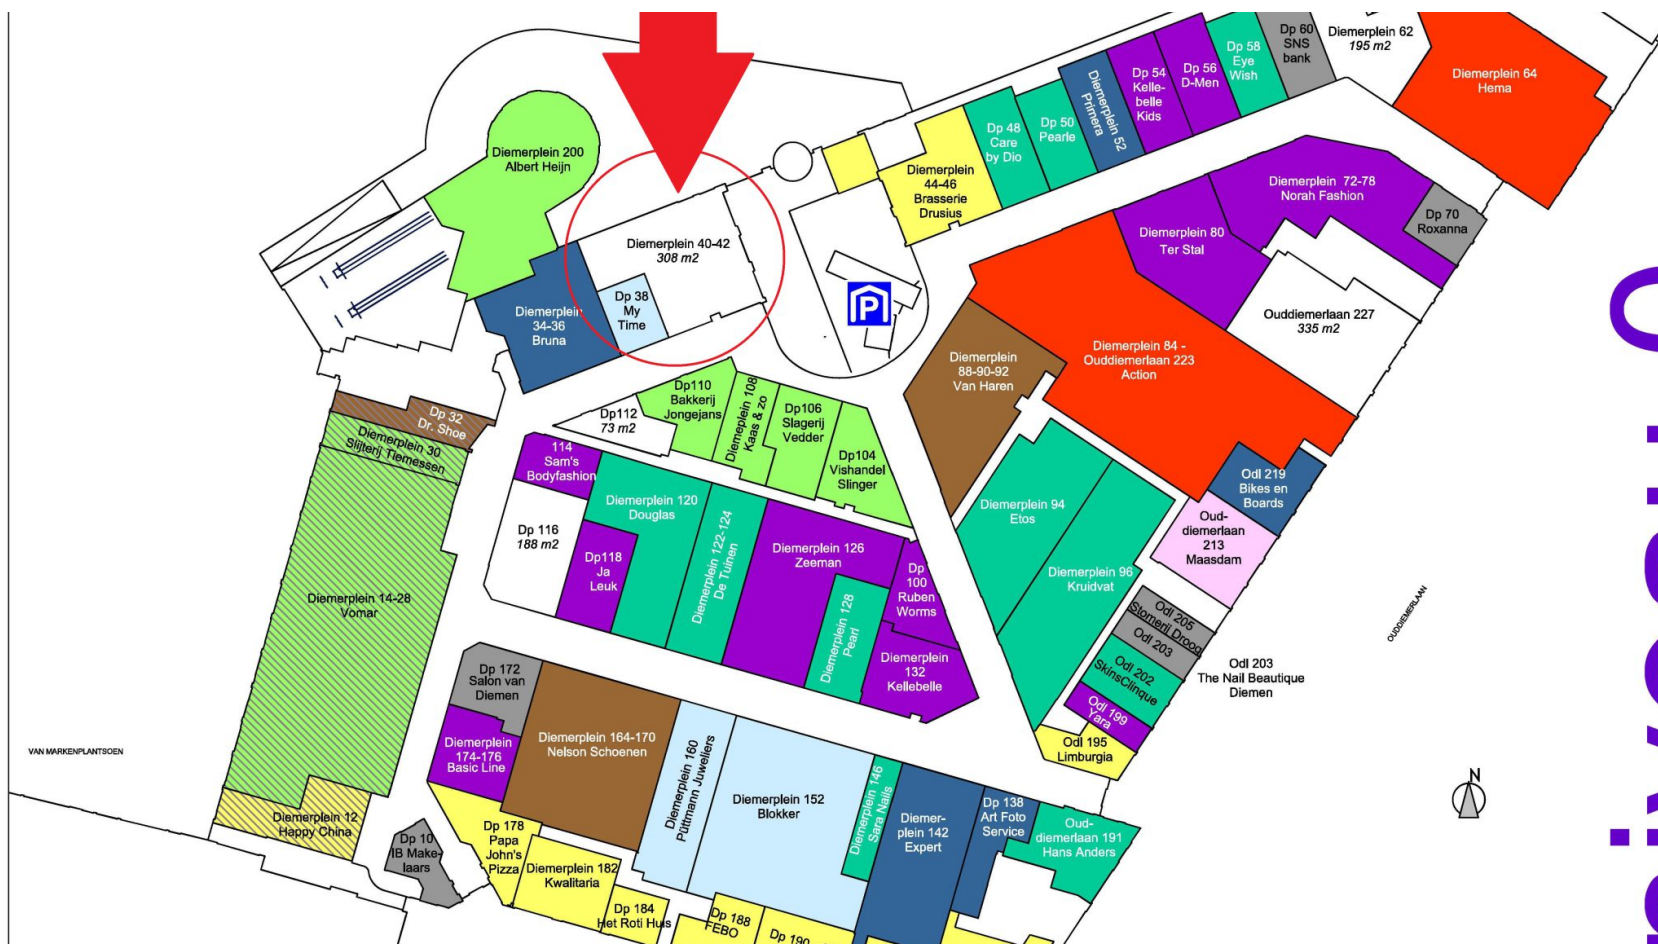 Diemerplein 62
195 m2
Dp 60
SNS
bank
Dp 58
Eye
Wish
Dp 56
D-Men
Dp 54
Kelle-
belle
Kids
Diemerplein 52
Primera
Dp 50
Pearle
Dp 48
Care
by Dio
Diemerplein
44-46
Brasserie
Drusius
Diemerplein 64
Hema
Diemerplein 200
Albert Heijn
Diemerplein 40-42
308 m2
Dp 38
My
Time
Diemerplein
34-36
Bruna
P
Diemerplein 72-78
Norah Fashion
Dp 70
Roxanna
Diemerplein 80
Ter Stal
Ouddiemerlaan 227
335 m2
Diemerplein 84 -
Ouddiemerlaan 223
Action
Diemerplein
88-90-92
Van Haren
Dp 32
Dr. Shoe
Diemerplein 30
Slijterij Tiemessen
Dp112
73 m2
Dp110
Bakkerij
Jongejans
Diemeplein 108
Kaas & zo
Dp106
Slagerij
Vedder
Dp104
Vishandel
Slinger
114
Sam's
Bodyfashion
Dp 116
188 m2
Dp118
Ja
Leuk
Diemerplein 120
Douglas
Diemerplein 122-124
De Tuinen
Diemerplein 126
Zeeman
Diemerplein 128
Pearl
Dp
100
Ruben
Worms
Diemerplein
132
Kellebelle
Diemerplein 94
Etos
Diemerplein 96
Kruidvat
Odl 219
Bikes en
Boards
Oud-
diemerlaan
213
Maasdam
Odl 205
Stomerij Droog
Odl 203
Odl 202
SkinsClinque
Odl 199
Yara
Odl 195
Limburgia
Odl 203
The Nail Beautique
Diemen
OUDDIEMERLAAN
Diemerplein 14-28
Vomar
VAN MARKENPLANTSOEN
Diemerplein 12
Happy China
Dp 10
IB Make-
laars
Dp 172
Salon van
Diemen
Diemerplein
174-176
Basic Line
Diemerplein 164-170
Nelson Schoenen
Diemerplein 160
Püttmann Juweliers
Diemerplein 152
Blokker
Diemerplein 146
Sara Nails
Diemer-
plein 142
Expert
Dp 138
Art Foto
Service
Oud-
diemerlaan 191
Hans Anders
N
Dp 178
Papa
John's
Pizza
Diemerplein 182
Kwalitaria
Dp 184
Het Roti Huis
Dp 188
FEBO
Dp 190